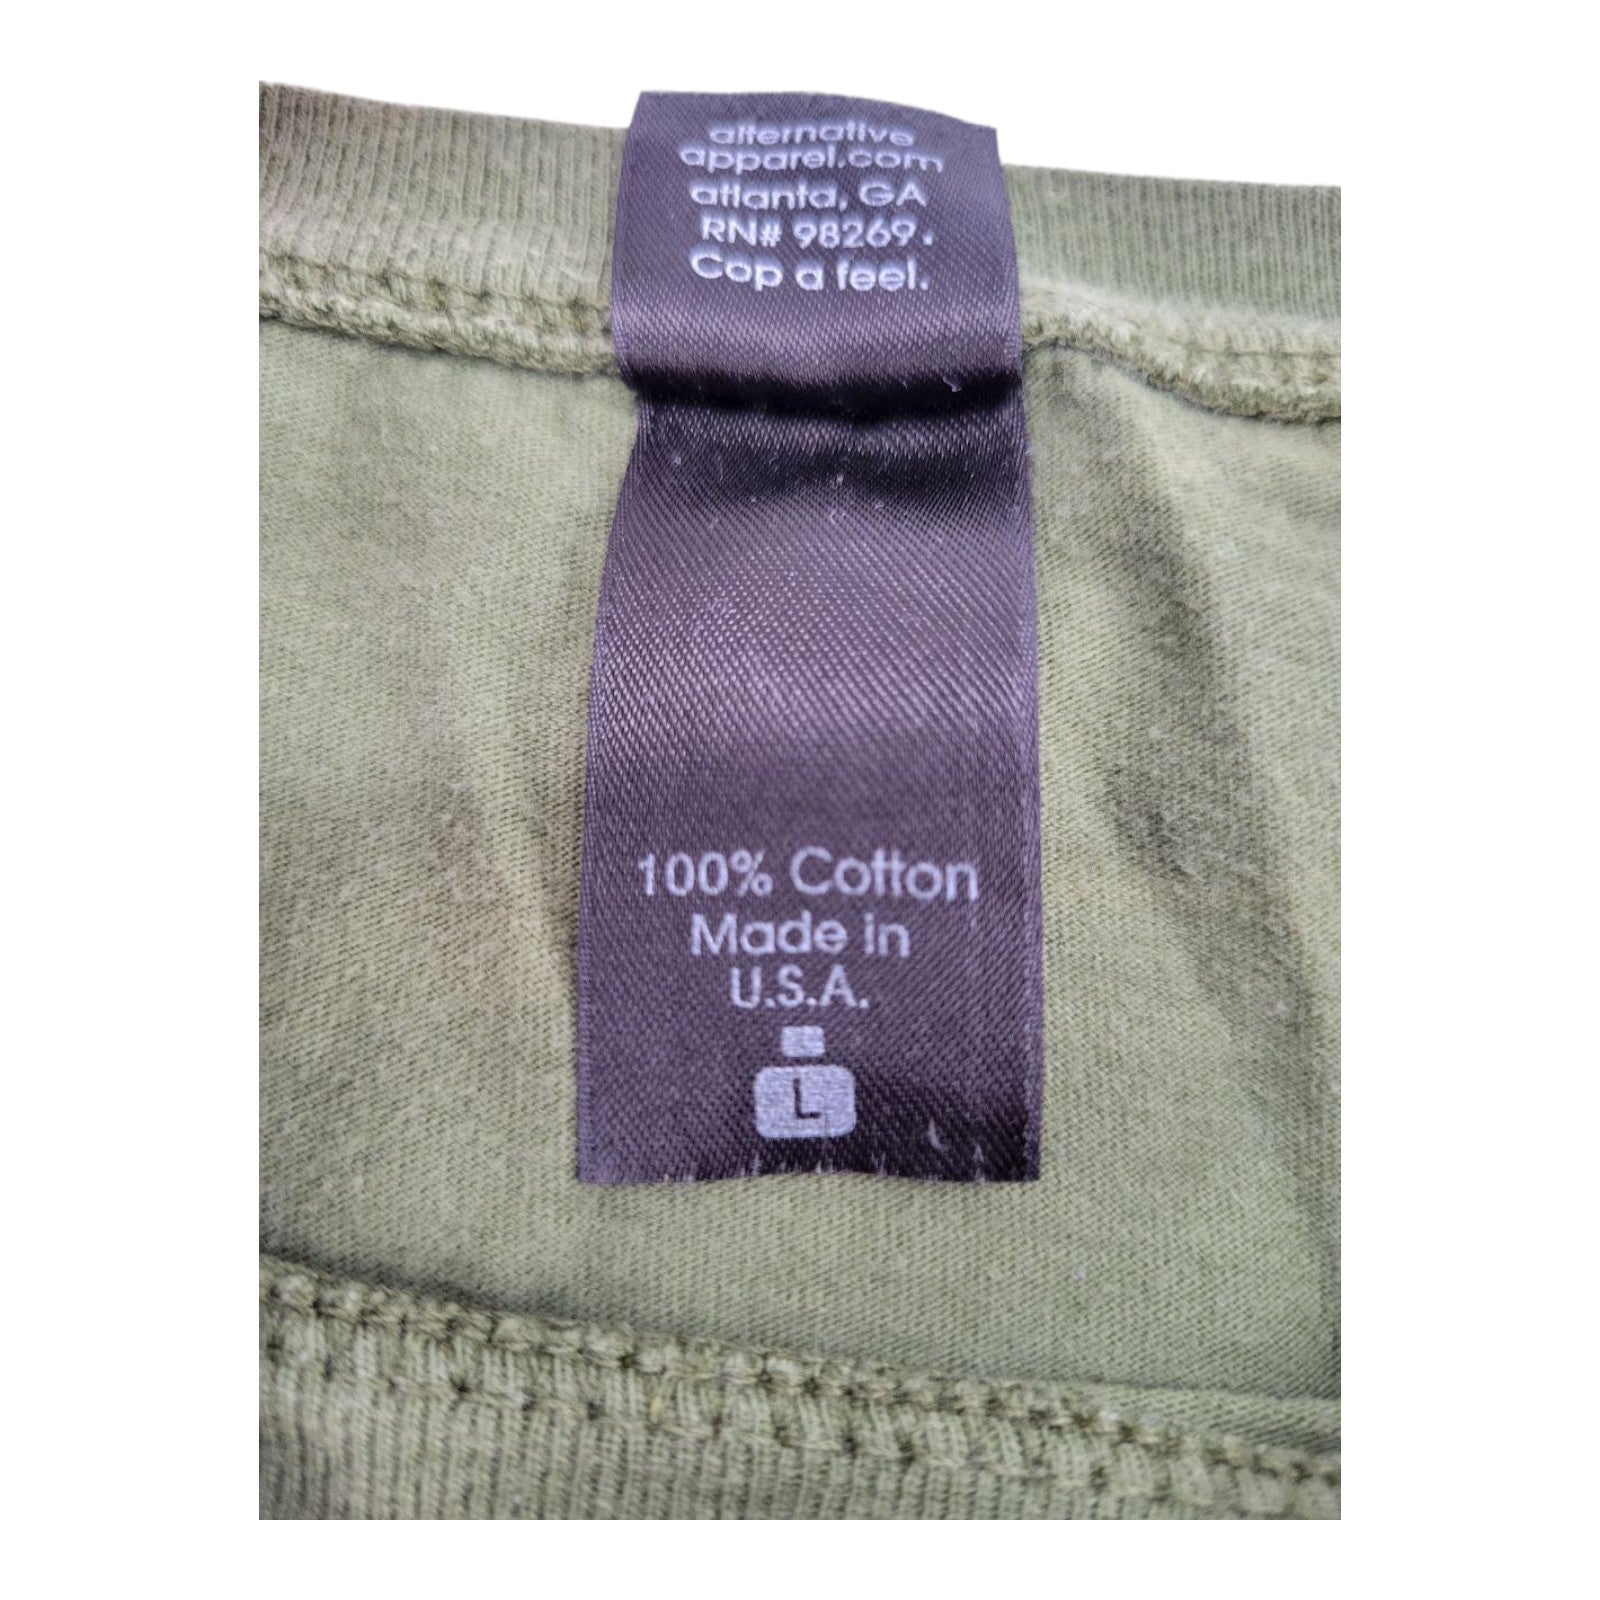 alternative
apparel.com
atlanta, GA
RN# 98269.
Cop a feel.
100% Cotton
Made in
U.S.A.
L